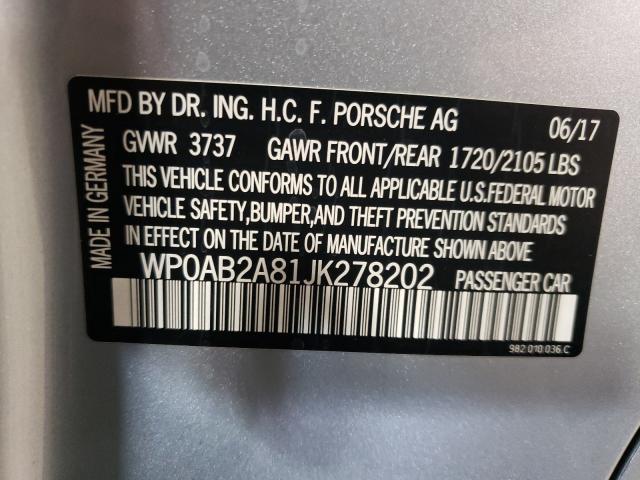 MFD BY DR. ING. H.C. F. PORSCHE AG 06/17
GVWR 3737 GAWR FRONT/REAR 1720/2105 LBS
THIS VEHICLE CONFORMS TO ALL APPLICABLE U.S.FEDERAL MOTOR
VEHICLE SAFETY,BUMPER,AND THEFT PREVENTION STANDARDS
IN EFFECT ON THE DATE OF MANUFACTURE SHOWN ABOVE
WP0AB2A81JK278202 PASSENGER CAR
982 010 036 C
MADE IN GERMANY